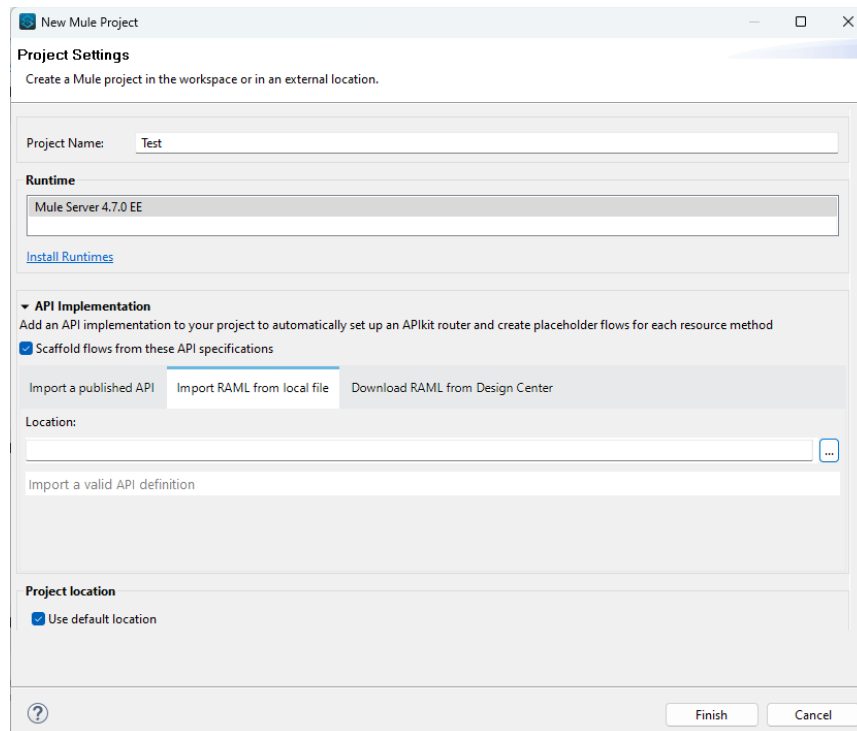 New Mule Project
Project Settings
Create a Mule project in the workspace or in an external location.
Project Name: Test
Runtime
Mule Server 4.7.0 EE
Install Runtimes
API Implementation
Add an API implementation to your project to automatically set up an APIkit router and create placeholder flows for each resource method
Scaffold flows from these API specifications
Import a published API Import RAML from local file Download RAML from Design Center
Location:
...
Import a valid API definition
Project location
Use default location
? Finish Cancel